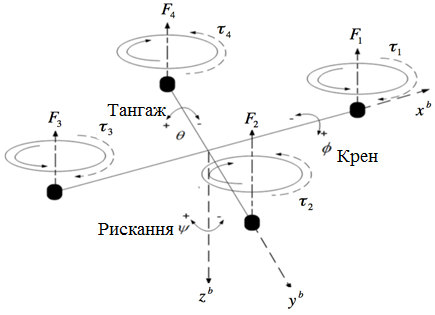 F₄
τ₄
F₁
τ₁
xᵇ
Тангаж
+ -
θ
F₂
- +
ϕ
Крен
F₃
τ₃
τ₂
Рискання ψ
+ -
zᵇ
yᵇ